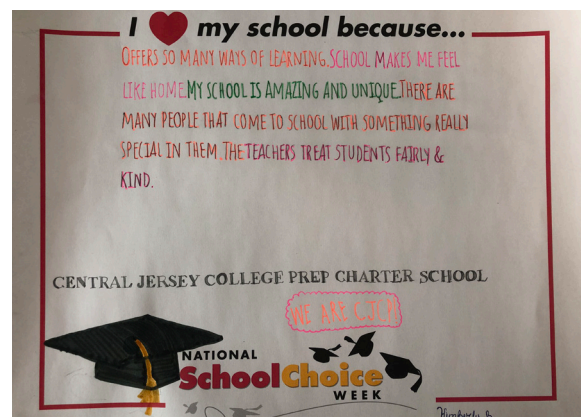 I ❤ my school because...
OFFERS SO MANY WAYS OF LEARNING.SCHOOL MAKES ME FEEL
LIKE HOME.MY SCHOOL IS AMAZING AND UNIQUE.THERE ARE
MANY PEOPLE THAT COME TO SCHOOL WITH SOMETHING REALLY
SPECIAL IN THEM.THE TEACHERS TREAT STUDENTS FAIRLY &
KIND.
CENTRAL JERSEY COLLEGE PREP CHARTER SCHOOL
WE ARE CJCP
NATIONAL
SchoolChoice
WEEK